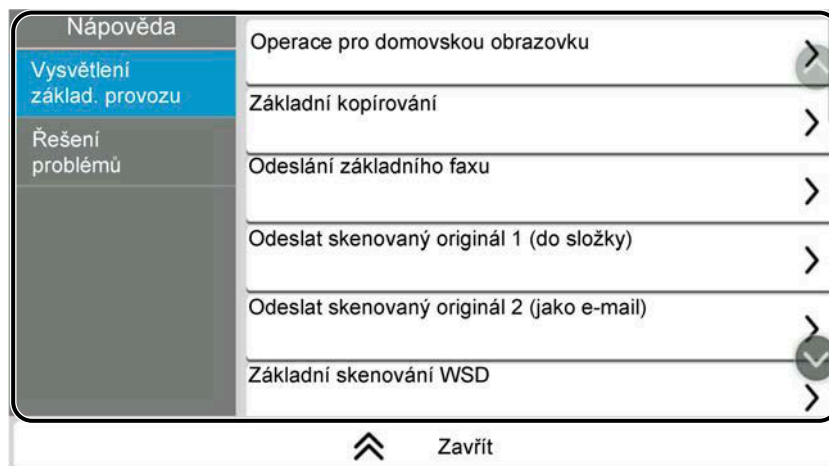 Nápověda
Vysvětlení
základ. provozu
Řešení
problémů
Operace pro domovskou obrazovku
Základní kopírování
Odeslání základního faxu
Odeslat skenovaný originál 1 (do složky)
Odeslat skenovaný originál 2 (jako e-mail)
Základní skenování WSD
Zavřít